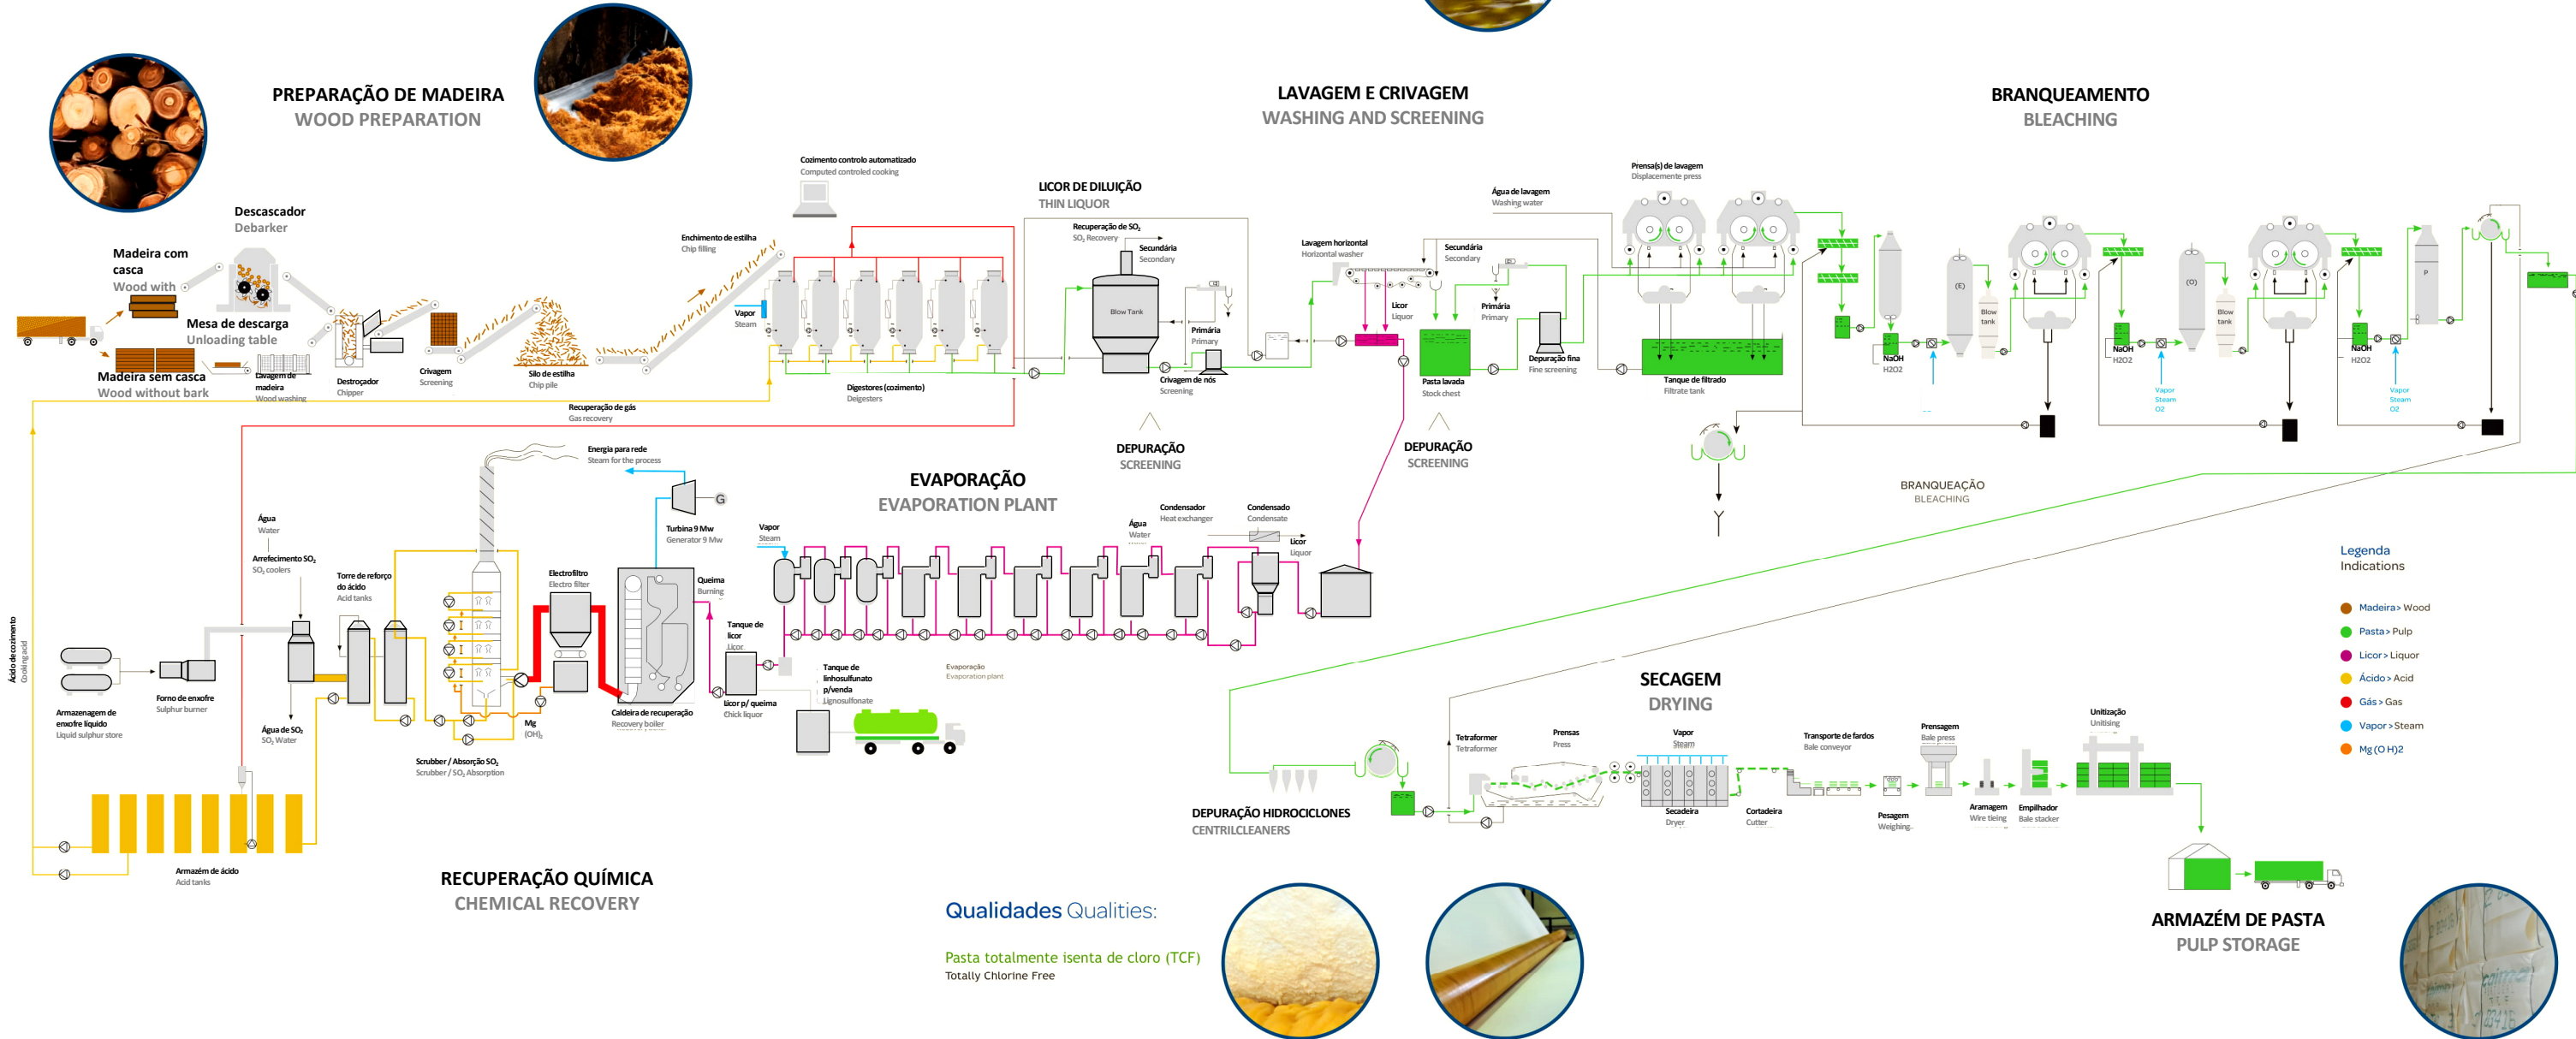 PREPARAÇÃO DE MADEIRA
WOOD PREPARATION
LAVAGEM E CRIVAGEM
WASHING AND SCREENING
BRANQUEAMENTO
BLEACHING
Descascador
Debarker
Madeira com
casca
Wood with
Mesa de descarga
Unloading table
Madeira sem casca
Wood without bark
Lavagem de
madeira
Wood washing
Destroçador
Chipper
Crivagem
Screening
Silo de estilha
Chip pile
Enchimento de estilha
Chip filling
Cozimento controlo automatizado
Computed controled cooking
Vapor
Steam
Digestores (cozimento)
Deigesters
Recuperação de gás
Gas recovery
LICOR DE DILUIÇÃO
THIN LIQUOR
Recuperação de SO₂
SO₂ Recovery
Secundária
Secondary
Blow Tank
Primária
Primary
Crivagem de nós
Screening
DEPURAÇÃO
SCREENING
Lavagem horizontal
Horizontal washer
Licor
Liquor
Secundária
Secondary
Primária
Primary
Água de lavagem
Washing water
Pasta lavada
Stock chest
Depuração fina
Fine screening
DEPURAÇÃO
SCREENING
Prensa(s) de lavagem
Displacemente press
Tanque de filtrado
Filtrate tank
NaOH
H2O2
(E)
Blow
tank
NaOH
H2O2
Vapor
Steam
O2
(O)
Blow
tank
NaOH
H2O2
Vapor
Steam
O2
P
BRANQUEAÇÃO
BLEACHING
Ácido de cozimento
Cooking acid
Água
Water
Arrefecimento SO₂
SO₂ coolers
Torre de reforço
do ácido
Acid tanks
Armazenagem de
enxofre líquido
Liquid sulphur store
Forno de enxofre
Sulphur burner
Água de SO₂
SO₂ Water
Armazém de ácido
Acid tanks
Scrubber / Absorção SO₂
Scrubber / SO₂ Absorption
Mg
(OH)₂
Electrofiltro
Electro filter
Energia para rede
Steam for the process
G
Turbina 9 Mw
Generator 9 Mw
Queima
Burning
Caldeira de recuperação
Recovery boiler
RECUPERAÇÃO QUÍMICA
CHEMICAL RECOVERY
EVAPORAÇÃO
EVAPORATION PLANT
Vapor
Steam
Água
Water
Condensador
Heat exchanger
Condensado
Condensate
Licor
Liquor
Tanque de
licor
Licor
Licor p/ queima
Chick liquor
Tanque de
linhosulfunato
p/venda
Lignosulfonate
Evaporação
Evaporation plant
SECAGEM
DRYING
DEPURAÇÃO HIDROCICLONES
CENTRILCLEANERS
Tetraformer
Tetraformer
Prensas
Press
Vapor
Steam
Secadeira
Dryer
Cortadeira
Cutter
Transporte de fardos
Bale conveyor
Pesagem
Weighing
Prensagem
Bale press
Aramagem
Wire tieing
Empilhador
Bale stacker
Unitização
Unitising
ARMAZÉM DE PASTA
PULP STORAGE
Legenda
Indications
Madeira > Wood
Pasta > Pulp
Licor > Liquor
Ácido > Acid
Gás > Gas
Vapor > Steam
Mg (O H)2
Qualidades Qualities:
Pasta totalmente isenta de cloro (TCF)
Totally Chlorine Free